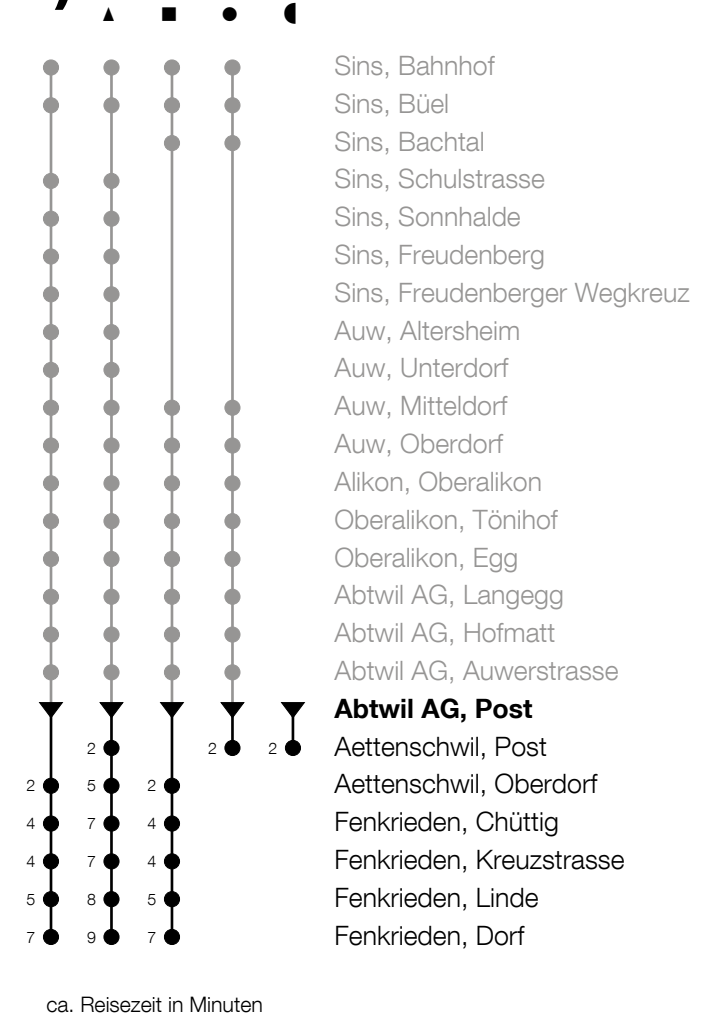 Sins, Bahnhof
Sins, Büel
Sins, Bachtal
Sins, Schulstrasse
Sins, Sonnhalde
Sins, Freudenberg
Sins, Freudenberger Wegkreuz
Auw, Altersheim
Auw, Unterdorf
Auw, Mitteldorf
Auw, Oberdorf
Alikon, Oberalikon
Oberalikon, Tönihof
Oberalikon, Egg
Abtwil AG, Langegg
Abtwil AG, Hofmatt
Abtwil AG, Auwerstrasse
Abtwil AG, Post
2 2 2 Aettenschwil, Post
2 5 2 Aettenschwil, Oberdorf
4 7 4 Fenkrieden, Chüttig
4 7 4 Fenkrieden, Kreuzstrasse
5 8 5 Fenkrieden, Linde
7 9 7 Fenkrieden, Dorf
ca. Reisezeit in Minuten